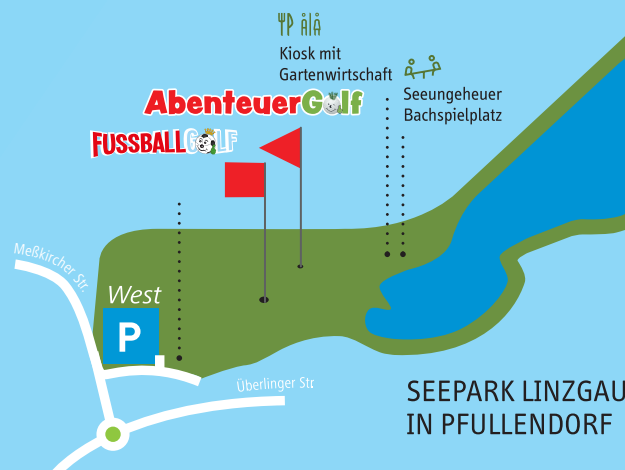 Kiosk mit
Gartenwirtschaft
Seeungeheuer
Bachspielplatz
AbenteuerGolf
FUSSBALLGOLF
Meßkircher Str.
West
P
Überlinger Str
SEEPARK LINZGAU
IN PFULLENDORF